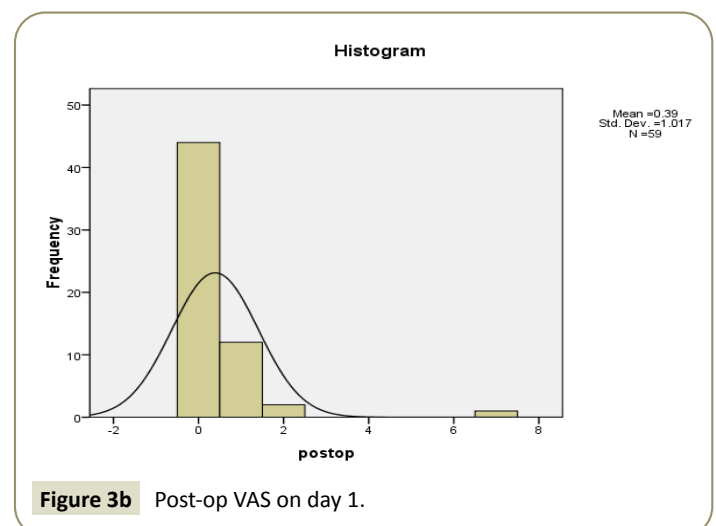 Histogram
Mean =0.39
Std. Dev. =1.017
N =59
Frequency
50
40
30
20
10
0
-2 0 2 4 6 8
postop
Figure 3b Post-op VAS on day 1.